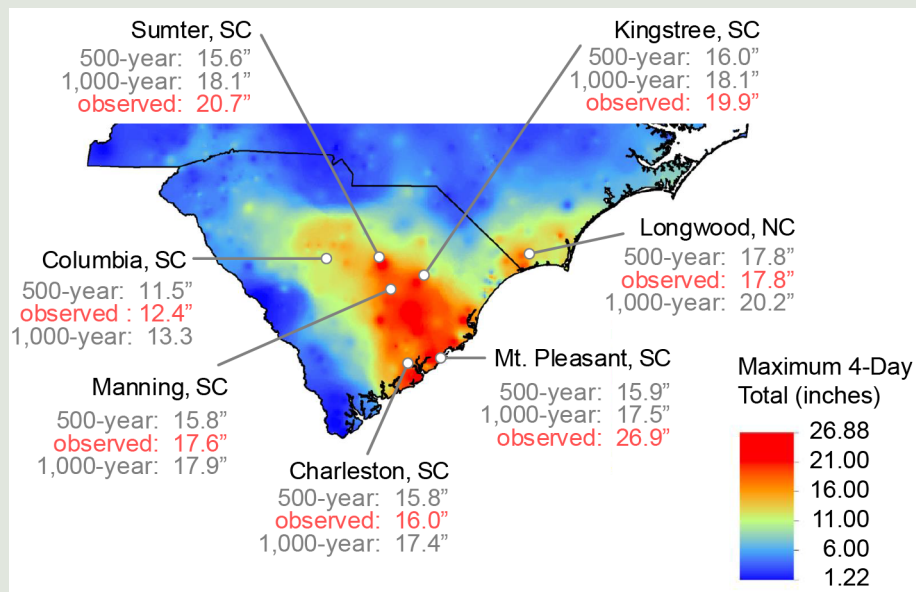 Sumter, SC
500-year: 15.6”
1,000-year: 18.1”
observed: 20.7”
Kingstree, SC
500-year: 16.0”
1,000-year: 18.1”
observed: 19.9”
Longwood, NC
500-year: 17.8”
observed: 17.8”
1,000-year: 20.2”
Columbia, SC
500-year: 11.5”
observed : 12.4”
1,000-year: 13.3
Manning, SC
500-year: 15.8”
observed: 17.6”
1,000-year: 17.9”
Mt. Pleasant, SC
500-year: 15.9”
1,000-year: 17.5”
observed: 26.9”
Charleston, SC
500-year: 15.8”
observed: 16.0”
1,000-year: 17.4”
Maximum 4-Day
Total (inches)
26.88
21.00
16.00
11.00
6.00
1.22